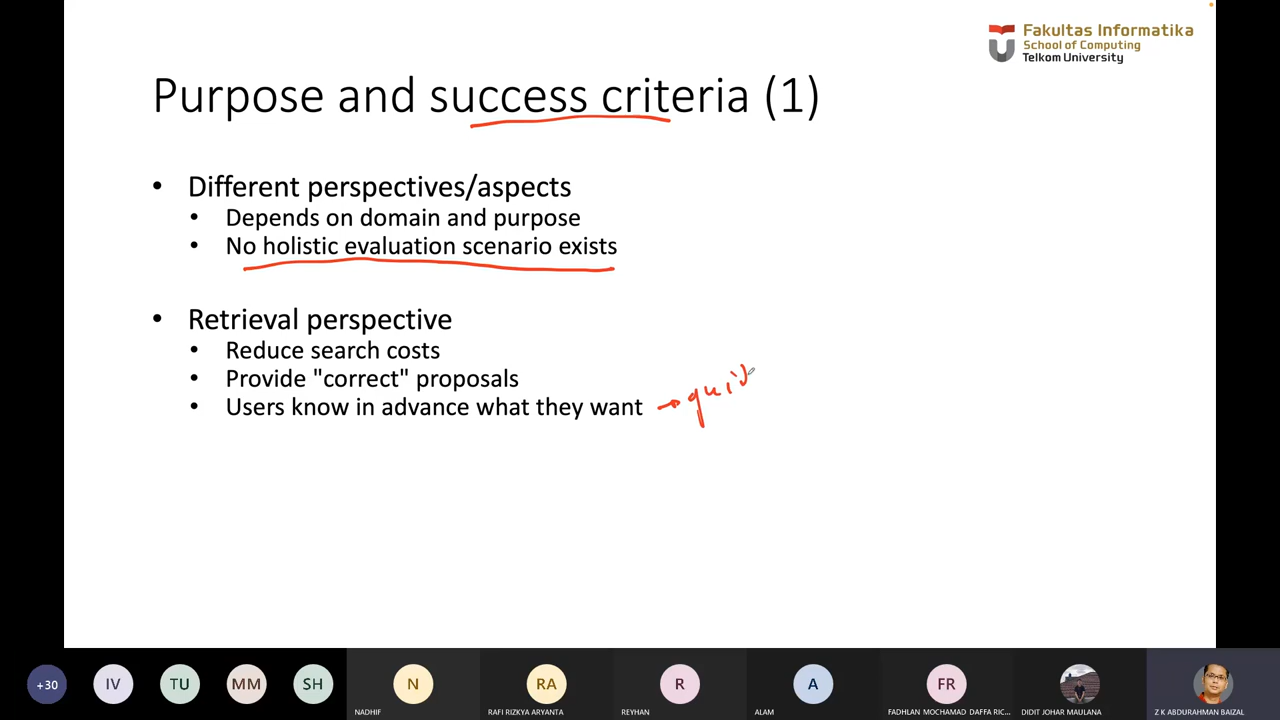 Fakultas Informatika
School of Computing
Telkom University
Purpose and success criteria (1)
• Different perspectives/aspects
• Depends on domain and purpose
• No holistic evaluation scenario exists
• Retrieval perspective
• Reduce search costs
• Provide "correct" proposals
• Users know in advance what they want
+30
IV
TU
MM
SH
N
RA
R
A
FR
NADHIF
RAFI RIZKYA ARYANTA
REYHAN
ALAM
FADHLAN MOCHAMAD DAFFA RIC...
DIDIT JOHAR MAULANA
Z K ABDURAHMAN BAIZAL